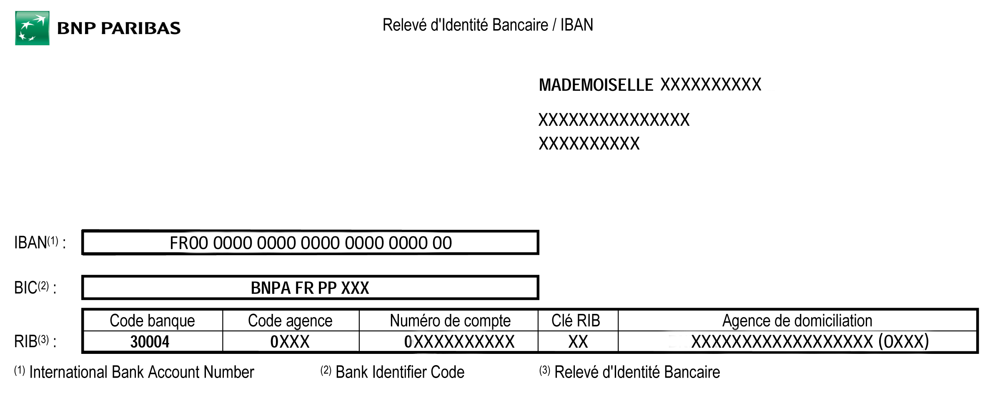 BNP PARIBAS
Relevé d'Identité Bancaire / IBAN
MADEMOISELLE XXXXXXXXXX
XXXXXXXXXXXXXXX
XXXXXXXXXX
IBAN(1) : FR00 0000 0000 0000 0000 0000 00
BIC(2) : BNPA FR PP XXX
Code banque Code agence Numéro de compte Clé RIB Agence de domiciliation
RIB(3) : 30004 0XXX 0XXXXXXXXXX XX XXXXXXXXXXXXXXXXXX (0XXX)
(1) International Bank Account Number (2) Bank Identifier Code (3) Relevé d'Identité Bancaire